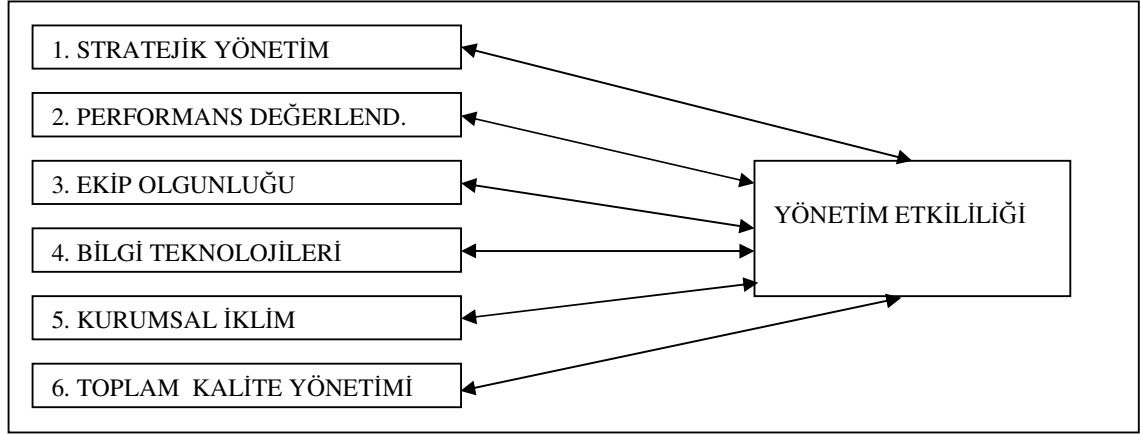 1. STRATEJİK YÖNETİM
2. PERFORMANS DEĞERLEND.
3. EKİP OLGUNLUĞU
YÖNETİM ETKİLİLİĞİ
4. BİLGİ TEKNOLOJİLERİ
5. KURUMSAL İKLİM
6. TOPLAM KALİTE YÖNETİMİ